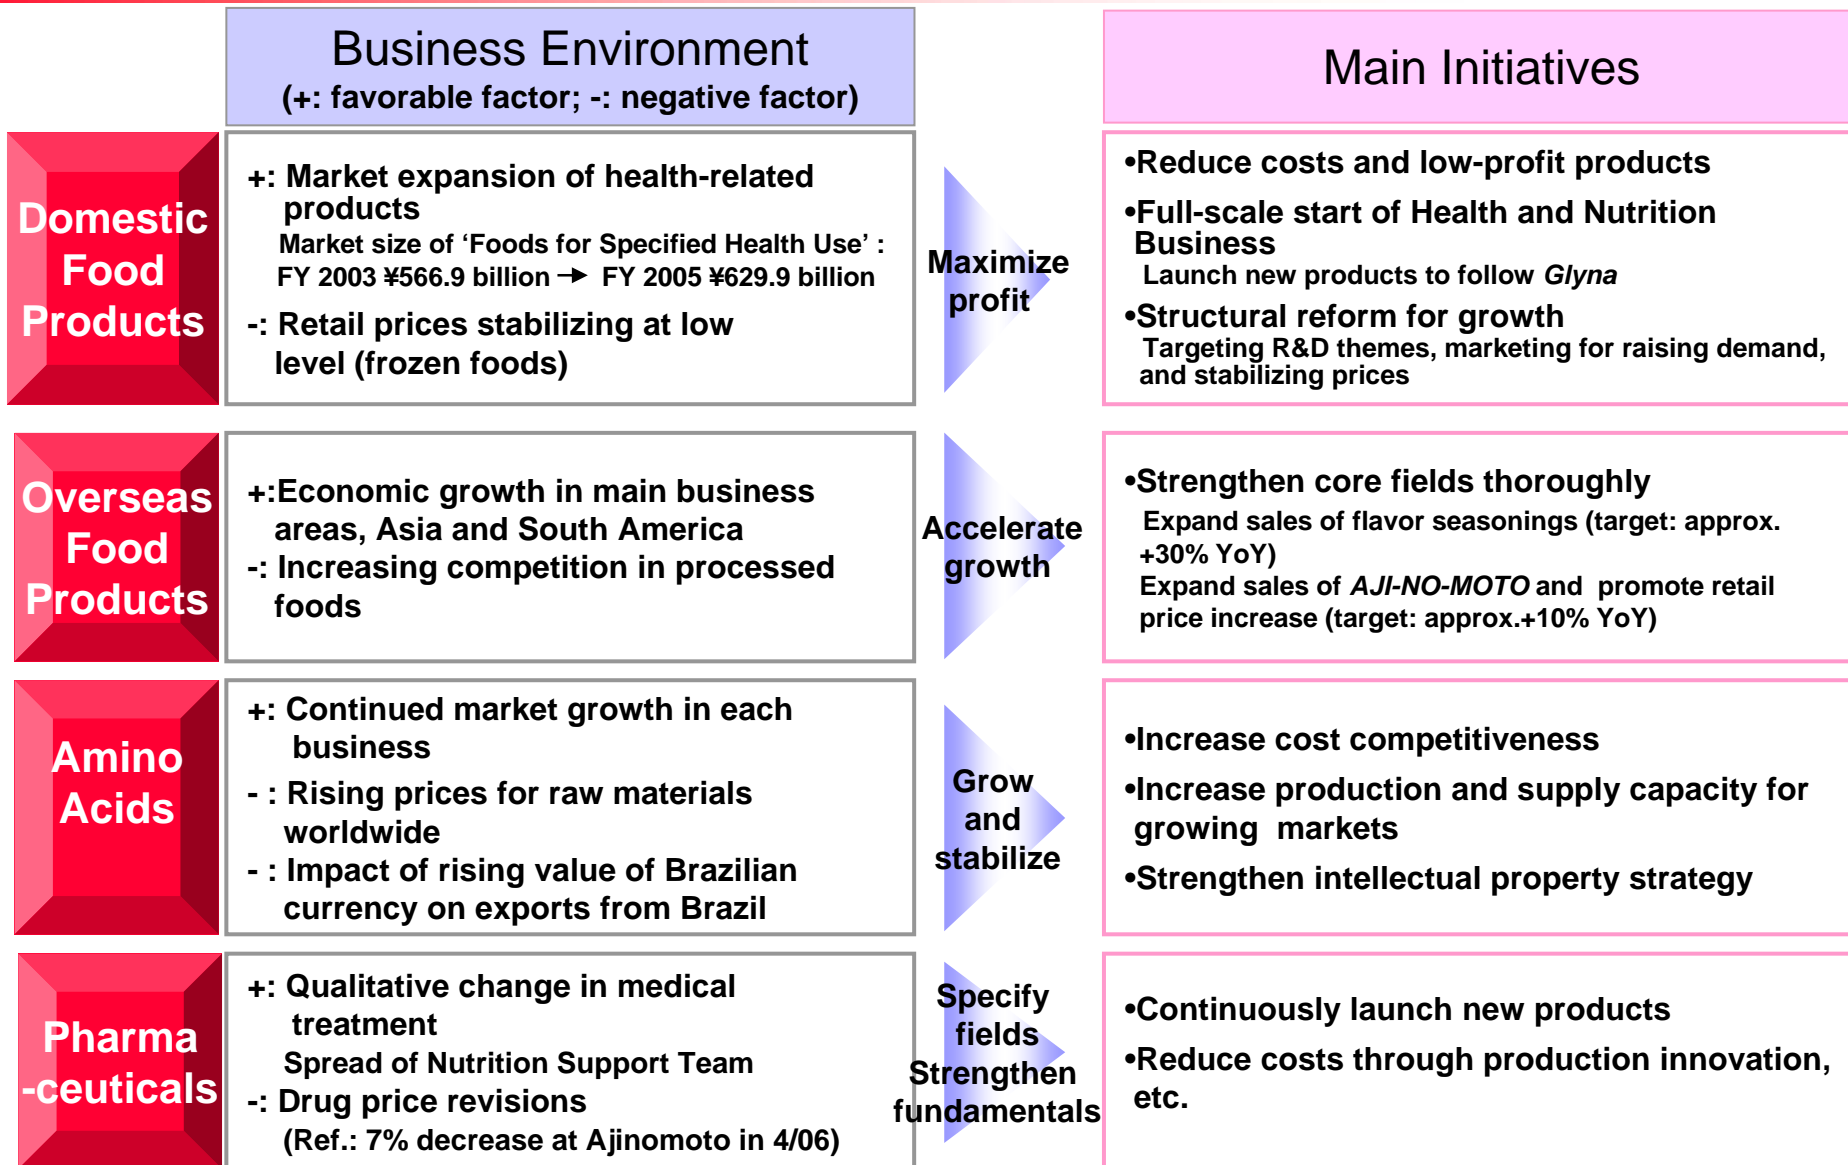 Business Environment
(+: favorable factor; -: negative factor)
Main Initiatives
Domestic
Food
Products
+: Market expansion of health-related
products
Market size of ‘Foods for Specified Health Use’ :
FY 2003 ¥566.9 billion → FY 2005 ¥629.9 billion
-: Retail prices stabilizing at low
level (frozen foods)
Maximize
profit
•Reduce costs and low-profit products
•Full-scale start of Health and Nutrition
Business
Launch new products to follow Glyna
•Structural reform for growth
Targeting R&D themes, marketing for raising demand,
and stabilizing prices
Overseas
Food
Products
+:Economic growth in main business
areas, Asia and South America
-: Increasing competition in processed
foods
Accelerate
growth
•Strengthen core fields thoroughly
Expand sales of flavor seasonings (target: approx.
+30% YoY)
Expand sales of AJI-NO-MOTO and promote retail
price increase (target: approx.+10% YoY)
Amino
Acids
+: Continued market growth in each
business
- : Rising prices for raw materials
worldwide
- : Impact of rising value of Brazilian
currency on exports from Brazil
Grow
and
stabilize
•Increase cost competitiveness
•Increase production and supply capacity for
growing markets
•Strengthen intellectual property strategy
Pharma
-ceuticals
+: Qualitative change in medical
treatment
Spread of Nutrition Support Team
-: Drug price revisions
(Ref.: 7% decrease at Ajinomoto in 4/06)
Specify
fields
Strengthen
fundamentals
•Continuously launch new products
•Reduce costs through production innovation,
etc.